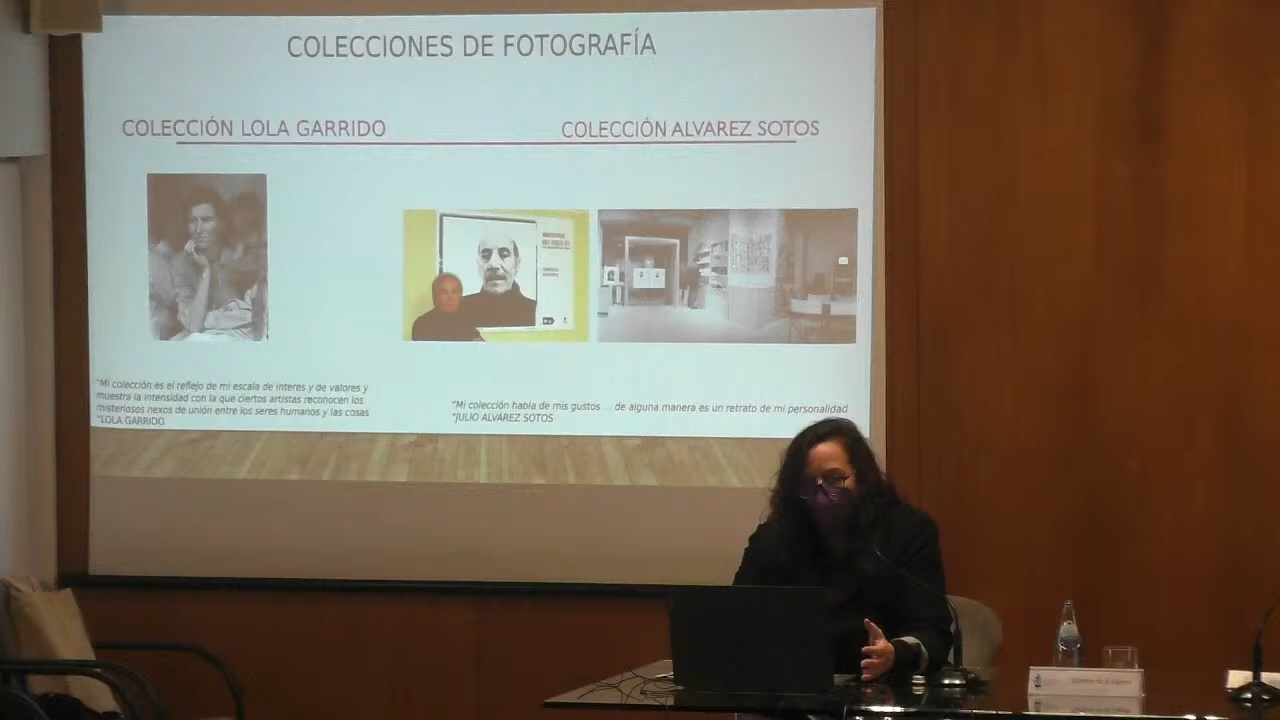 COLECCIONES DE FOTOGRAFÍA
COLECCIÓN LOLA GARRIDO
COLECCIÓN ALVAREZ SOTOS
"Mi colección es el reflejo de mi escala de interes y de valores y
muestra la intensidad con la que ciertos artistas reconocen los
misteriosos nexos de unión entre los seres humanos y las cosas
"LOLA GARRIDO
"Mi colección habla de mis gustos ... de alguna manera es un retrato de mi personalidad
"JULIO ALVAREZ SOTOS